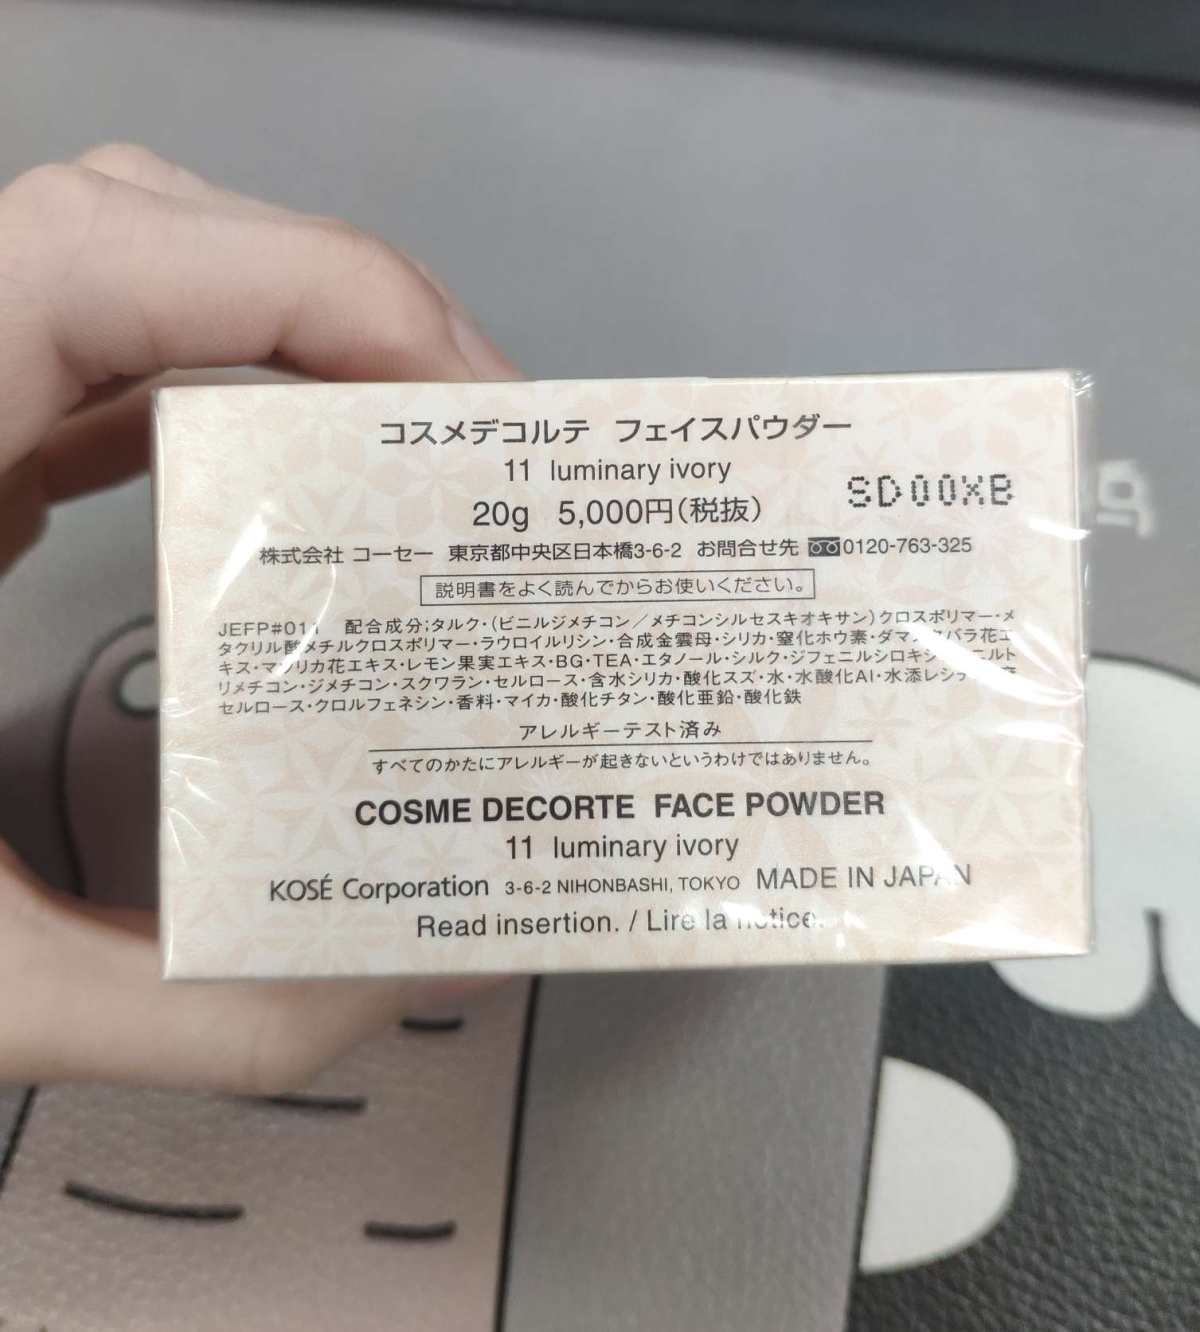 コスメデコルテ フェイスパウダー
11 luminary ivory
20g 5,000円(税抜)
SD00XB
株式会社 コーセー 東京都中央区日本橋3-6-2 お問合せ先 0120-763-325
説明書をよく読んでからお使いください。
JEFP#011 配合成分;タルク・(ビニルジメチコン/メチコンシルセスキオキサン)クロスポリマー・メ
タクリル酸メチルクロスポリマー・ラウロイルリシン・合成金雲母・シリカ・窒化ホウ素・ダマスクバラ花エ
キス・マツリカ花エキス・レモン果実エキス・BG・TEA・エタノール・シルク・ジフェニルシロキシ ニルト
リメチコン・ジメチコン・スクワラン・セルロース・含水シリカ・酸化スズ・水・水酸化Al・水添レシチ
セルロース・クロルフェネシン・香料・マイカ・酸化チタン・酸化亜鉛・酸化鉄
アレルギーテスト済み
すべてのかたにアレルギーが起きないというわけではありません。
COSME DECORTE FACE POWDER
11 luminary ivory
KOSÉ Corporation 3-6-2 NIHONBASHI, TOKYO MADE IN JAPAN
Read insertion. / Lire la notice.